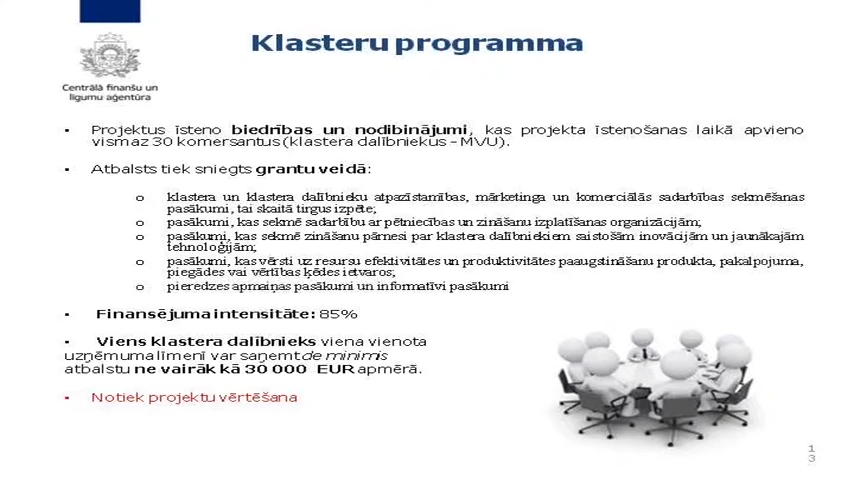 Klasteru programma
Centrālā finanšu un
līgumu aģentūra
• Projektus īsteno biedrības un nodibinājumi, kas projekta īstenošanas laikā apvieno
vismaz 30 komersantus (klastera dalībniekus – MVU).
• Atbalsts tiek sniegts grantu veidā:
o klastera un klastera dalībnieku atpazīstamības, mārketinga un komerciālās sadarbības sekmēšanas
pasākumi, tai skaitā tirgus izpēte;
o pasākumi, kas sekmē sadarbību ar pētniecības un zināšanu izplatīšanas organizācijām;
o pasākumi, kas sekmē zināšanu pārnesi par klastera dalībniekiem saistošām inovācijām un jaunākajām
tehnoloģijām;
o pasākumi, kas vērsti uz resursu efektivitātes un produktivitātes paaugstināšanu produkta, pakalpojuma,
piegādes vai vērtības ķēdes ietvaros;
o pieredzes apmaiņas pasākumi un informatīvi pasākumi
• Finansējuma intensitāte: 85%
• Viens klastera dalībnieks viena vienota
uzņēmuma līmenī var saņemt de minimis
atbalstu ne vairāk kā 30 000 EUR apmērā.
• Notiek projektu vērtēšana
1
3